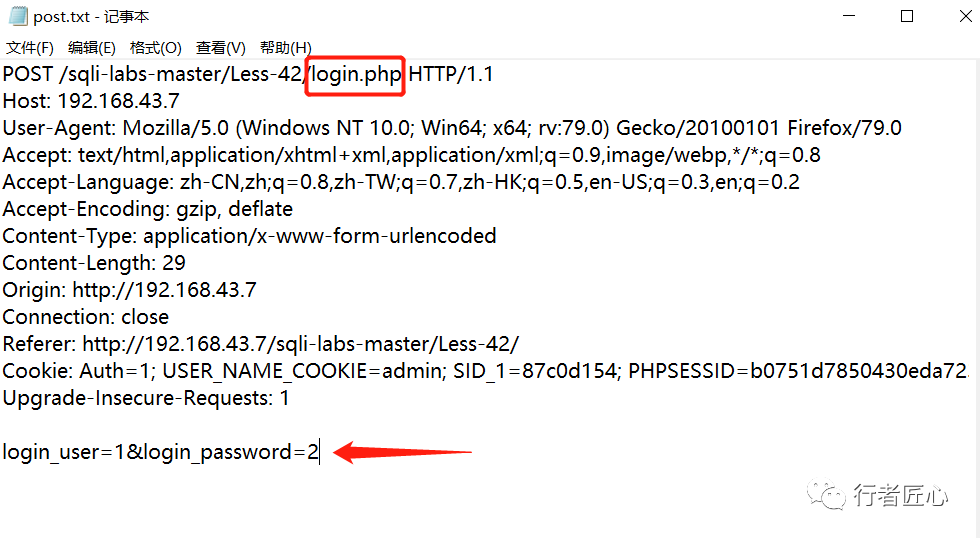 post.txt - 记事本
文件(F) 编辑(E) 格式(O) 查看(V) 帮助(H)
POST /sqli-labs-master/Less-42/login.php HTTP/1.1
Host: 192.168.43.7
User-Agent: Mozilla/5.0 (Windows NT 10.0; Win64; x64; rv:79.0) Gecko/20100101 Firefox/79.0
Accept: text/html,application/xhtml+xml,application/xml;q=0.9,image/webp,*/*;q=0.8
Accept-Language: zh-CN,zh;q=0.8,zh-TW;q=0.7,zh-HK;q=0.5,en-US;q=0.3,en;q=0.2
Accept-Encoding: gzip, deflate
Content-Type: application/x-www-form-urlencoded
Content-Length: 29
Origin: http://192.168.43.7
Connection: close
Referer: http://192.168.43.7/sqli-labs-master/Less-42/
Cookie: Auth=1; USER_NAME_COOKIE=admin; SID_1=87c0d154; PHPSESSID=b0751d7850430eda72
Upgrade-Insecure-Requests: 1
login_user=1&login_password=2
行者匠心